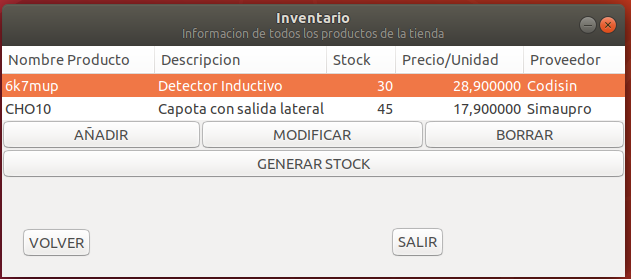 Inventario
Informacion de todos los productos de la tienda
Nombre Producto Descripcion Stock Precio/Unidad Proveedor
6k7mup Detector Inductivo 30 28,900000 Codisin
CHO10 Capota con salida lateral 45 17,900000 Simaupro
AÑADIR MODIFICAR BORRAR
GENERAR STOCK
VOLVER SALIR